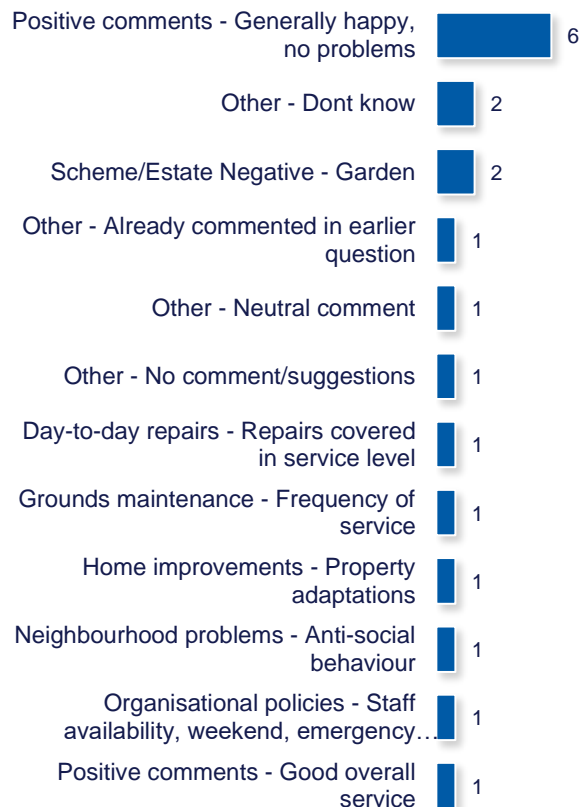 Positive comments - Generally happy,
no problems
6
Other - Dont know
2
Scheme/Estate Negative - Garden
2
Other - Already commented in earlier
question
1
Other - Neutral comment
1
Other - No comment/suggestions
1
Day-to-day repairs - Repairs covered
in service level
1
Grounds maintenance - Frequency of
service
1
Home improvements - Property
adaptations
1
Neighbourhood problems - Anti-social
behaviour
1
Organisational policies - Staff
availability, weekend, emergency…
1
Positive comments - Good overall
service
1